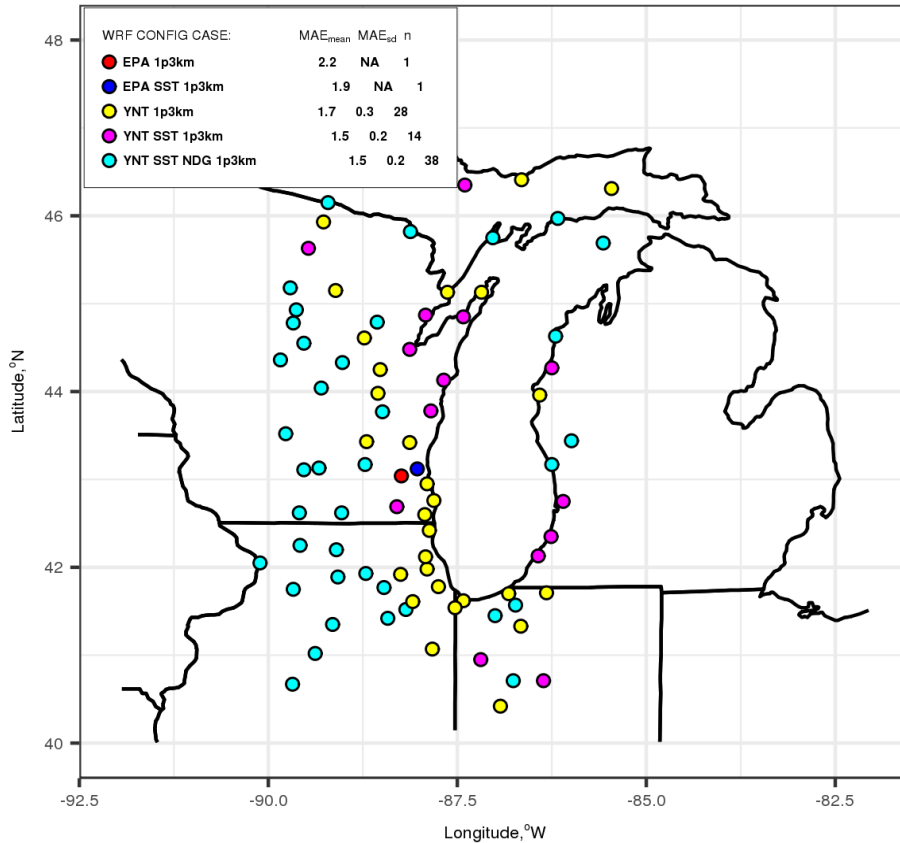 WRF CONFIG CASE: MAEmean MAEsd n
EPA 1p3km 2.2 NA 1
EPA SST 1p3km 1.9 NA 1
YNT 1p3km 1.7 0.3 28
YNT SST 1p3km 1.5 0.2 14
YNT SST NDG 1p3km 1.5 0.2 38
48
46
44
42
40
Latitude,oN
-92.5 -90.0 -87.5 -85.0 -82.5
Longitude,oW